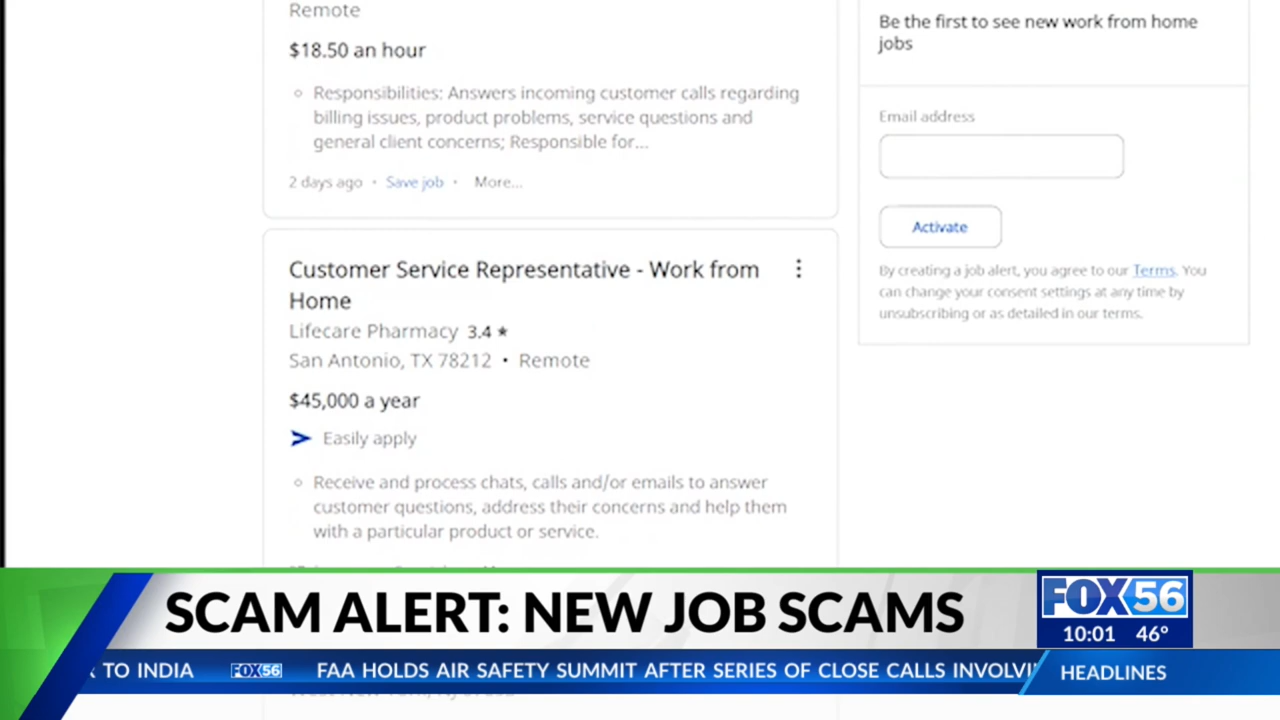 Remote
$18.50 an hour
Responsibilities: Answers incoming customer calls regarding
billing issues, product problems, service questions and
general client concerns; Responsible for...
2 days ago • Save job • More...
Be the first to see new work from home
jobs
Email address
Activate
By creating a job alert, you agree to our Terms. You
can change your consent settings at any time by
unsubscribing or as detailed in our terms.
Customer Service Representative - Work from
Home
Lifecare Pharmacy 3.4 ★
San Antonio, TX 78212 • Remote
$45,000 a year
Easily apply
Receive and process chats, calls and/or emails to answer
customer questions, address their concerns and help them
with a particular product or service.
SCAM ALERT: NEW JOB SCAMS
FOX 56
10:01 46°
TO INDIA FOX 56 FAA HOLDS AIR SAFETY SUMMIT AFTER SERIES OF CLOSE CALLS
HEADLINES